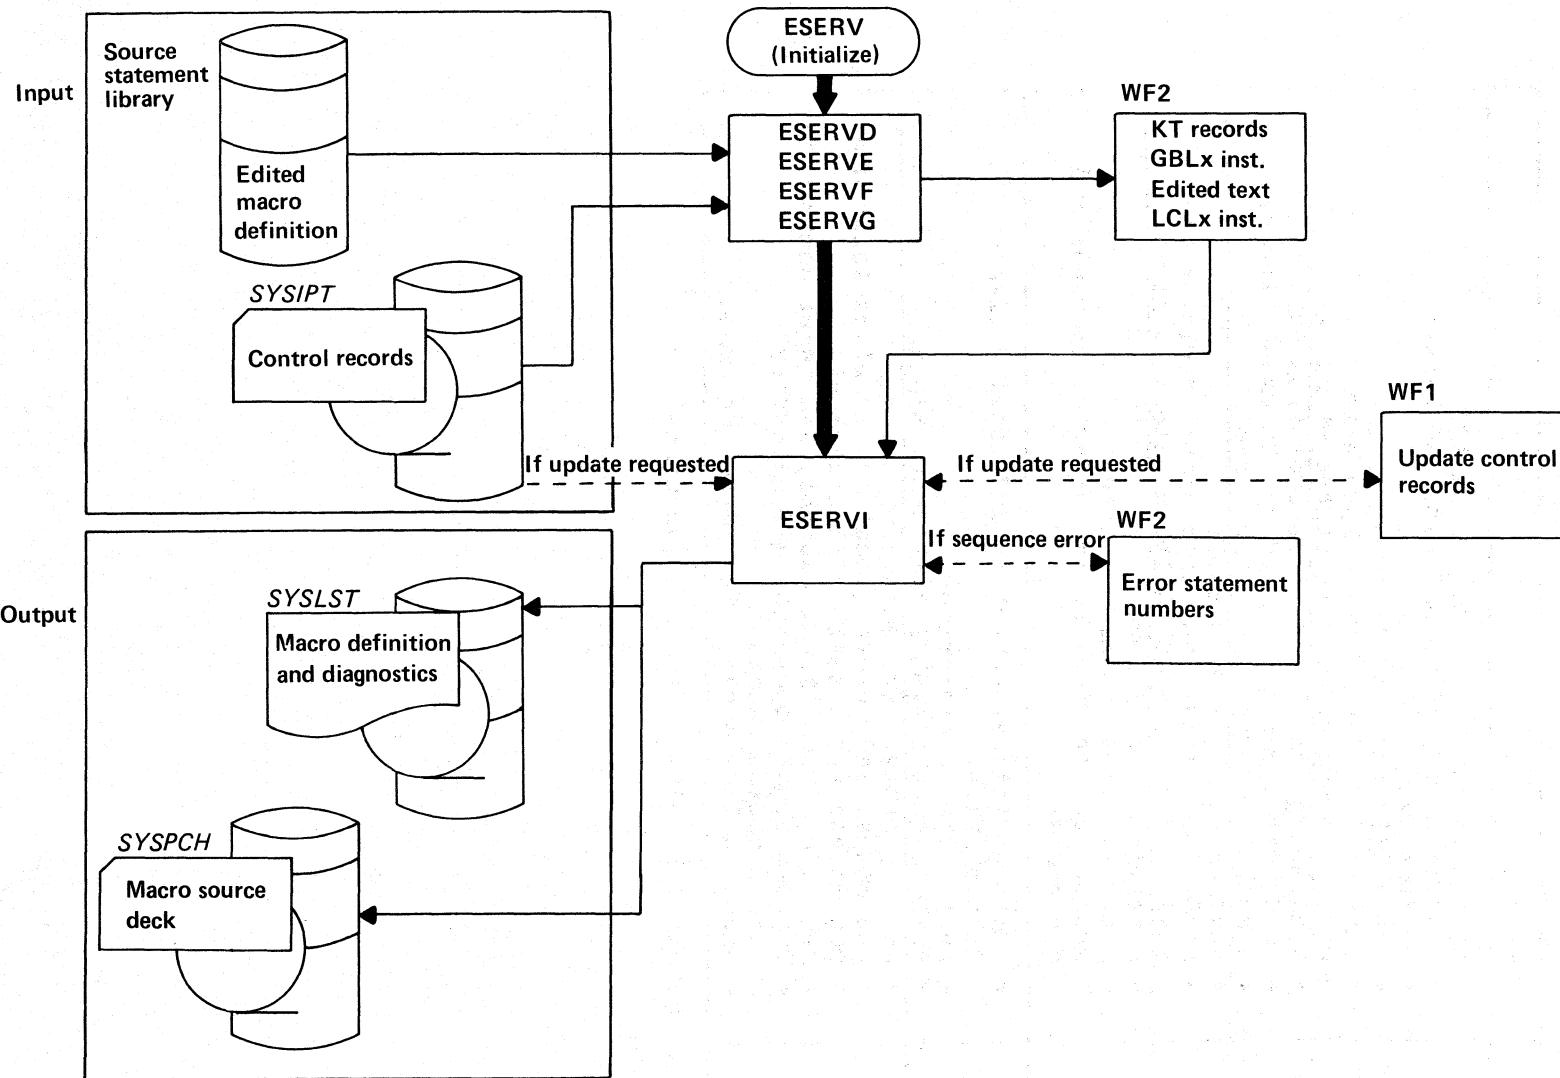 Input
Source
statement
library
Edited
macro
definition
SYSIPT
Control records
ESERV
(Initialize)
ESERVD
ESERVE
ESERVF
ESERVG
WF2
KT records
GBLx inst.
Edited text
LCLx inst.
If update requested
ESERVI
If update requested
WF1
Update control
records
If sequence error
WF2
Error statement
numbers
Output
SYSLST
Macro definition
and diagnostics
SYSPCH
Macro source
deck